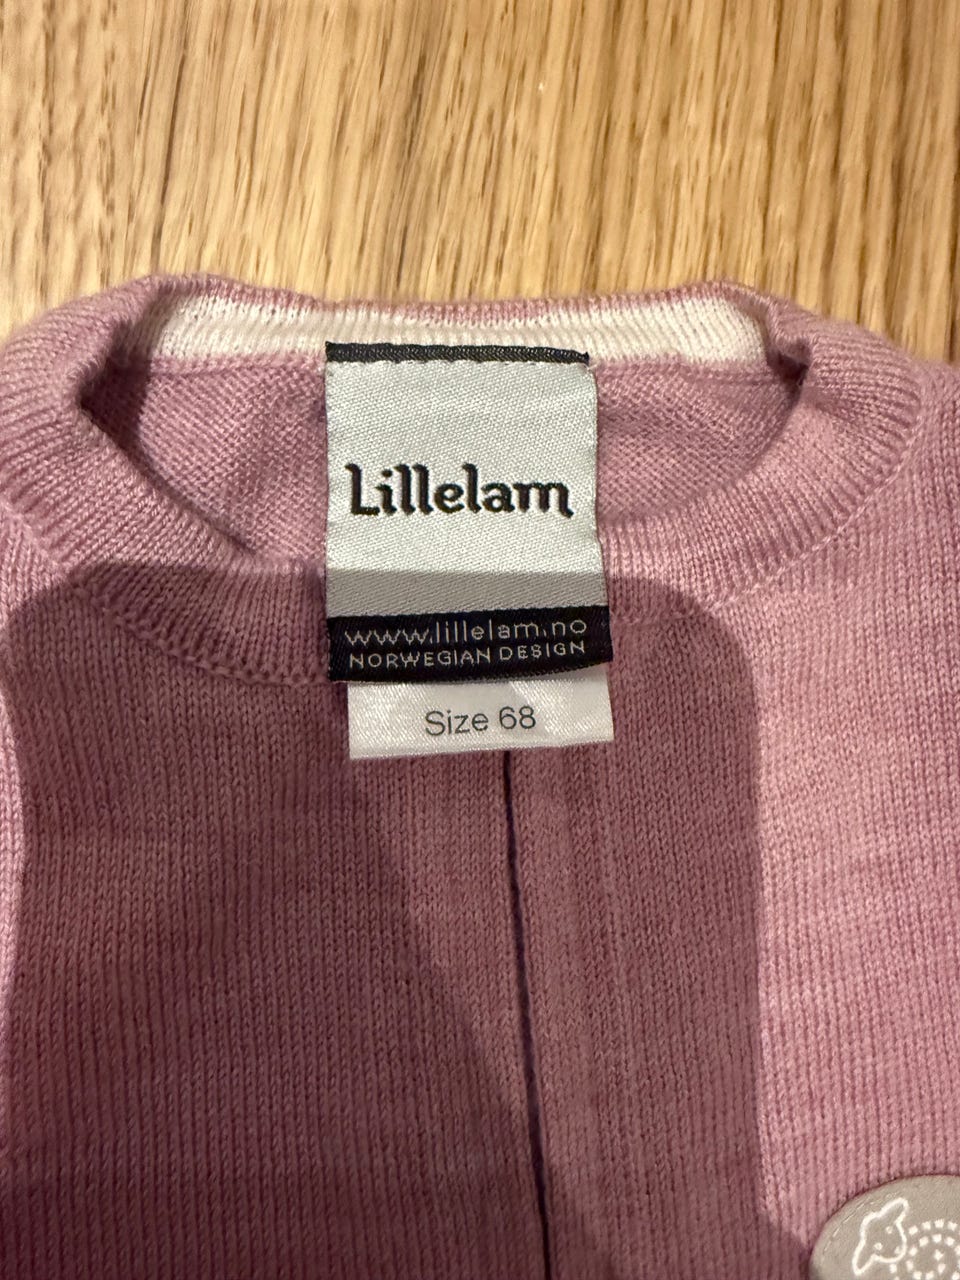 Lillelam
www.lillelam.no
NORWEGIAN DESIGN
Size 68